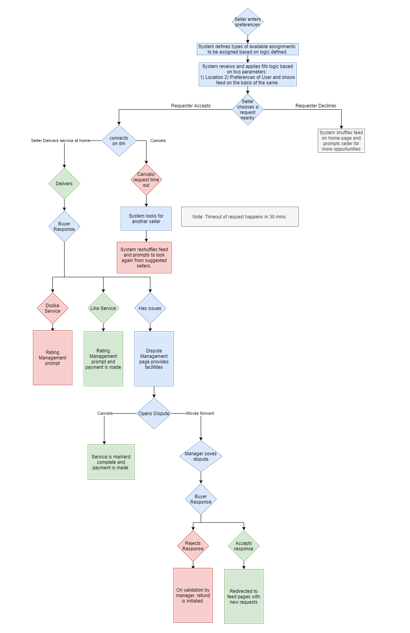 Seller enters
preferences
System defines types of available assignments
to be assigned based on logic defined.
System reveivs and applies fifo logic based on
two parameters:
1) Location 2) Preferences of User and shows
feed on the basis of the same.
Seller
chooses a
request
nearby
Requester Accepts
Requester Declines
System shuffles feed
on home page and
prompts seller for
more oppurtunities
connects
on dm
Seller Delivers service at home
Cancels
Delivers
Cancels/
request time
out
Buyer
Response
System looks for
another seller
Note: Timeout of request happens in 30 mins
System reshuffles feed
and prompts to look
again from suggested
sellers.
Dislike
Service
Like Service
Has issues
Rating
Management
prompt
Rating
Management
prompt and
payment is made
Dispute
Management
page provides
facilities
Cancels
Opens Dispute
Moves forward
Service is markerd
complete and
payment is made.
Manager soves
dispute
Buyer
Response
Rejects
Response
Accepts
response
On validation by
manager, refund
is initiated.
Redirected to
feed pages with
new requests